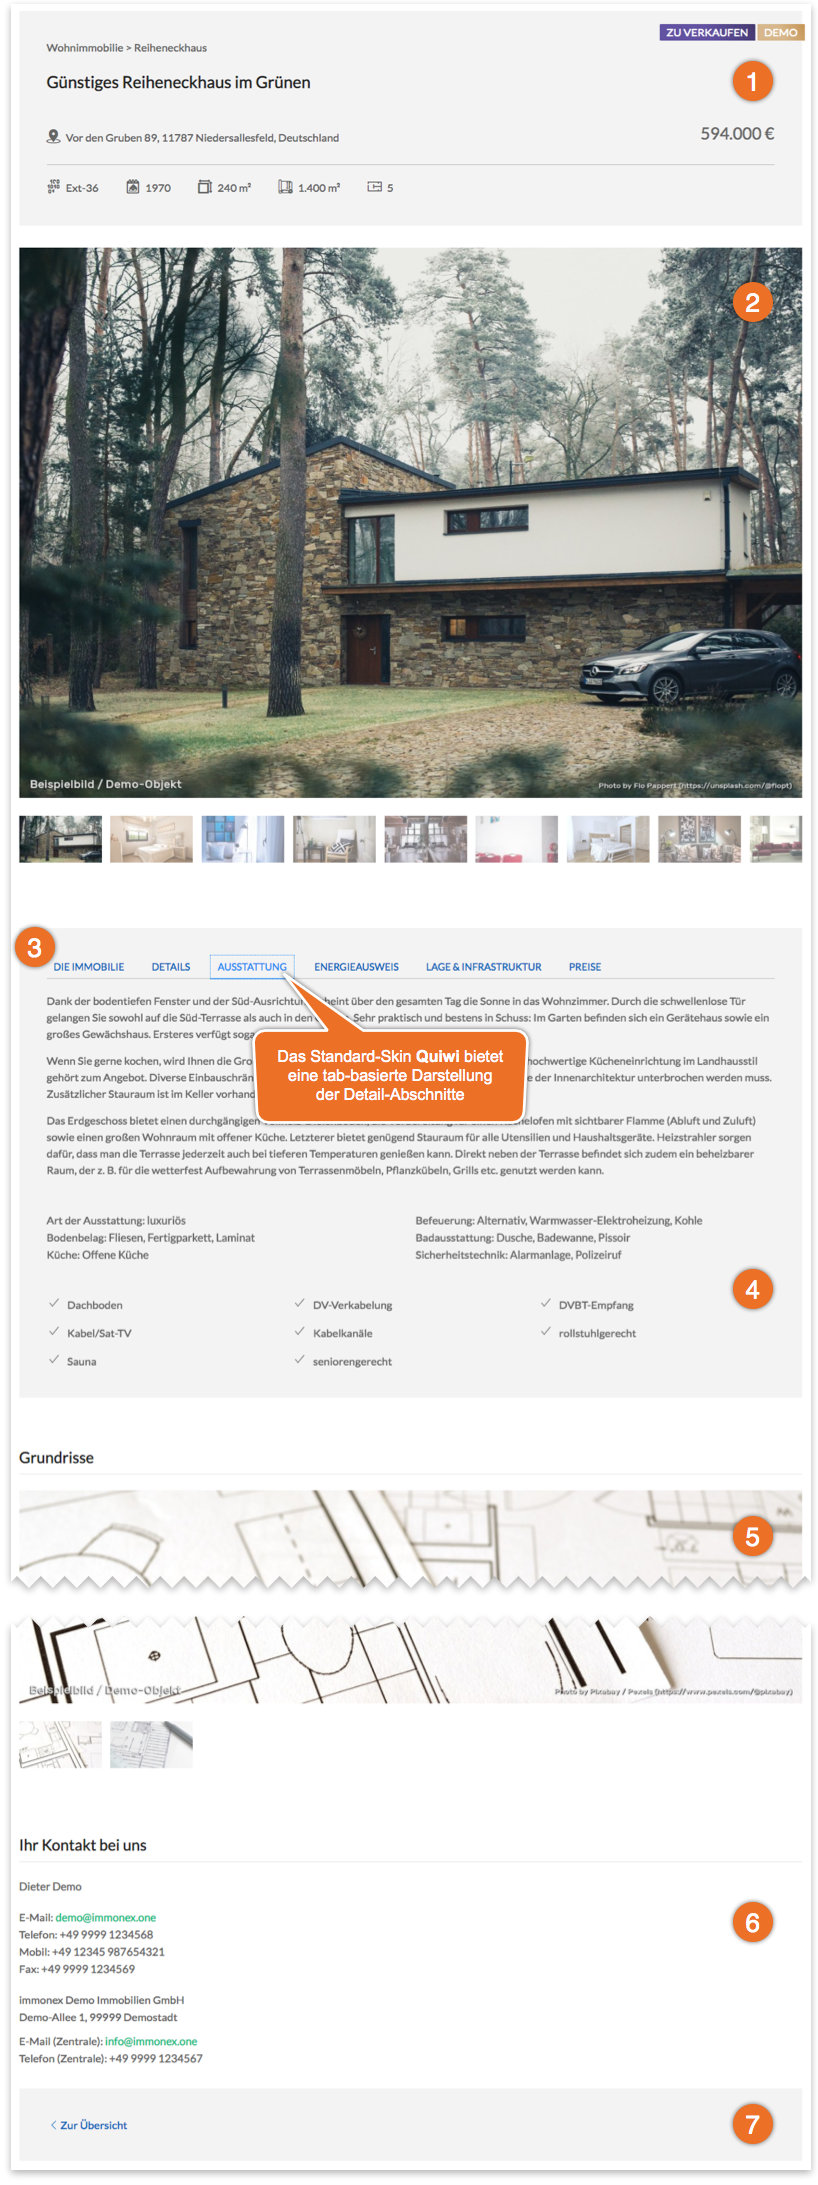 ZU VERKAUFEN DEMO
Wohnimmobilie > Reiheneckhaus
1
Günstiges Reiheneckhaus im Grünen
Vor den Gruben 89, 11787 Niedersallesfeld, Deutschland
594.000 €
Ext-36 1970 240 m² 1.400 m² 5
2
Beispielbild / Demo-Objekt
Photo by Flo Pappert (https://unsplash.com/@flopt)
3
DIE IMMOBILIE DETAILS AUSSTATTUNG ENERGIEAUSWEIS LAGE & INFRASTRUKTUR PREISE
Dank der bodentiefen Fenster und der Süd-Ausrichtun heint über den gesamten Tag die Sonne in das Wohnzimmer. Durch die schwellenlose Tür
gelangen Sie sowohl auf die Süd-Terrasse als auch in den Sehr praktisch und bestens in Schuss: Im Garten befinden sich ein Gerätehaus sowie ein
großes Gewächshaus. Ersteres verfügt soga
Das Standard-Skin Quiwi bietet
eine tab-basierte Darstellung
der Detail-Abschnitte
Wenn Sie gerne kochen, wird Ihnen die Gro hochwertige Kücheneinrichtung im Landhausstil
gehört zum Angebot. Diverse Einbauschrän e der Innenarchitektur unterbrochen werden muss.
Zusätzlicher Stauraum ist im Keller vorhand
Das Erdgeschoss bietet einen durchgängigen helofen mit sichtbarer Flamme (Abluft und Zuluft)
sowie einen großen Wohnraum mit offener Küche. Letzterer bietet genügend Stauraum für alle Utensilien und Haushaltsgeräte. Heizstrahler sorgen
dafür, dass man die Terrasse jederzeit auch bei tieferen Temperaturen genießen kann. Direkt neben der Terrasse befindet sich zudem ein beheizbarer
Raum, der z. B. für die wetterfest Aufbewahrung von Terrassenmöbeln, Pflanzkübeln, Grills etc. genutzt werden kann.
Art der Ausstattung: luxuriös
Bodenbelag: Fliesen, Fertigparkett, Laminat
Küche: Offene Küche
Befeuerung: Alternativ, Warmwasser-Elektroheizung, Kohle
Badausstattung: Dusche, Badewanne, Pissoir
Sicherheitstechnik: Alarmanlage, Polizeiruf
4
Dachboden DV-Verkabelung DVBT-Empfang
Kabel/Sat-TV Kabelkanäle rollstuhlgerecht
Sauna seniorengerecht
Grundrisse
5
Beispielbild / Demo-Objekt
Photo by Pixabay / Pexels (https://www.pexels.com/@pixabay)
Ihr Kontakt bei uns
Dieter Demo
6
E-Mail: demo@immonex.one
Telefon: +49 9999 1234568
Mobil: +49 12345 987654321
Fax: +49 9999 1234569
immonex Demo Immobilien GmbH
Demo-Allee 1, 99999 Demostadt
E-Mail (Zentrale): info@immonex.one
Telefon (Zentrale): +49 9999 1234567
< Zur Übersicht
7